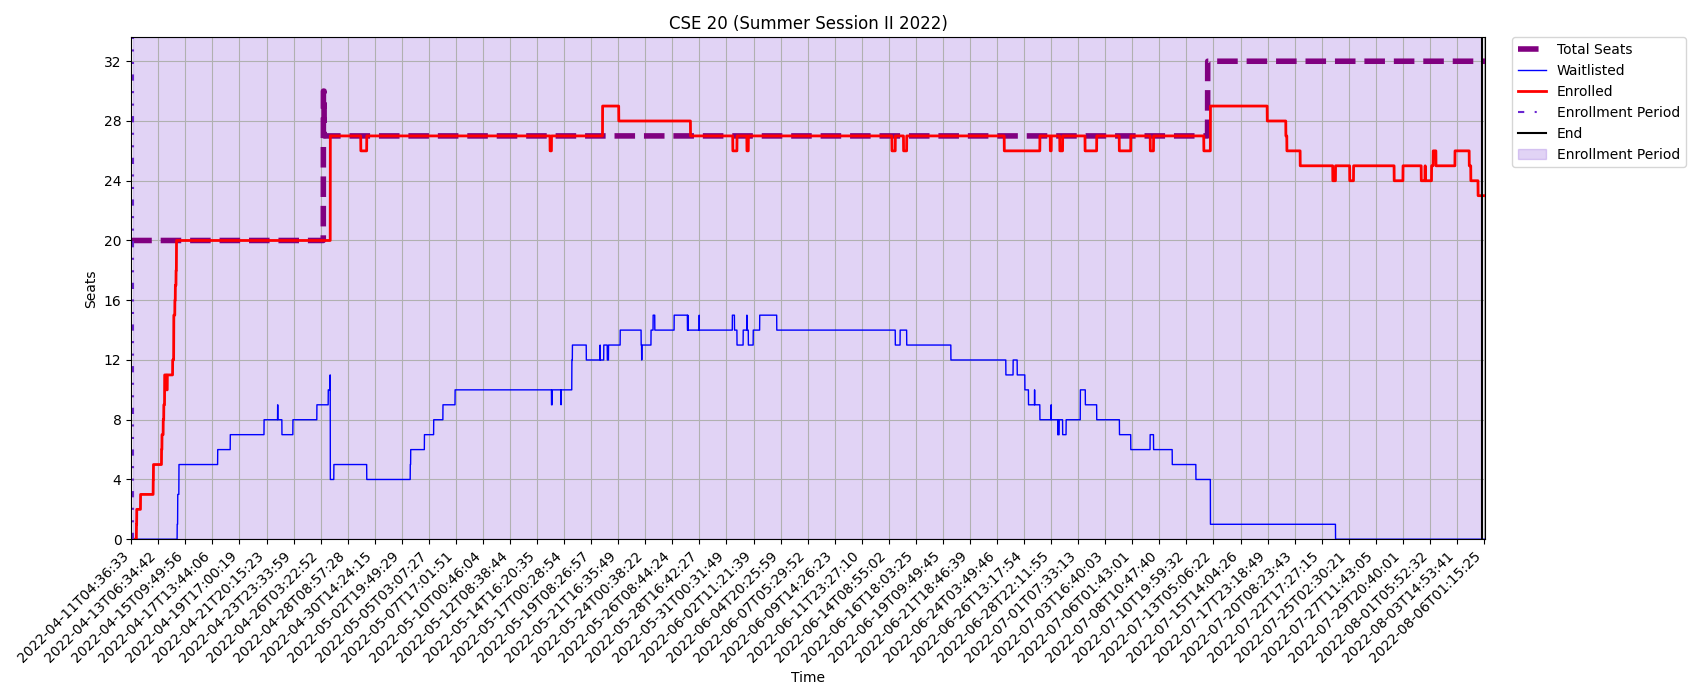 CSE 20 (Summer Session II 2022)
Total Seats
Waitlisted
Enrolled
Enrollment Period
End
Enrollment Period
Seats
32
28
24
20
16
12
8
4
0
2022-04-11T04:36:33
2022-04-13T06:34:42
2022-04-15T09:49:56
2022-04-17T13:44:06
2022-04-19T17:00:19
2022-04-21T20:15:23
2022-04-23T23:33:59
2022-04-26T03:22:52
2022-04-28T08:57:28
2022-04-30T14:24:15
2022-05-02T19:49:29
2022-05-05T03:07:27
2022-05-07T17:01:51
2022-05-10T00:46:04
2022-05-12T08:38:44
2022-05-14T16:20:35
2022-05-17T00:28:54
2022-05-19T08:26:57
2022-05-21T16:35:49
2022-05-24T00:38:22
2022-05-26T08:44:24
2022-05-28T16:42:27
2022-05-31T01:31:49
2022-06-02T11:21:39
2022-06-04T20:25:59
2022-06-07T05:29:52
2022-06-09T14:26:23
2022-06-11T23:27:10
2022-06-14T08:55:02
2022-06-16T18:03:25
2022-06-19T09:49:45
2022-06-21T18:46:39
2022-06-24T03:49:46
2022-06-26T13:17:54
2022-06-28T22:11:55
2022-07-01T07:33:13
2022-07-03T16:40:03
2022-07-06T01:43:01
2022-07-08T10:47:40
2022-07-10T19:59:32
2022-07-13T05:06:22
2022-07-15T14:04:26
2022-07-17T23:18:49
2022-07-20T08:23:43
2022-07-22T17:27:15
2022-07-25T02:30:21
2022-07-27T11:43:05
2022-07-29T20:40:01
2022-08-01T05:52:32
2022-08-03T14:53:41
2022-08-06T01:15:25
Time